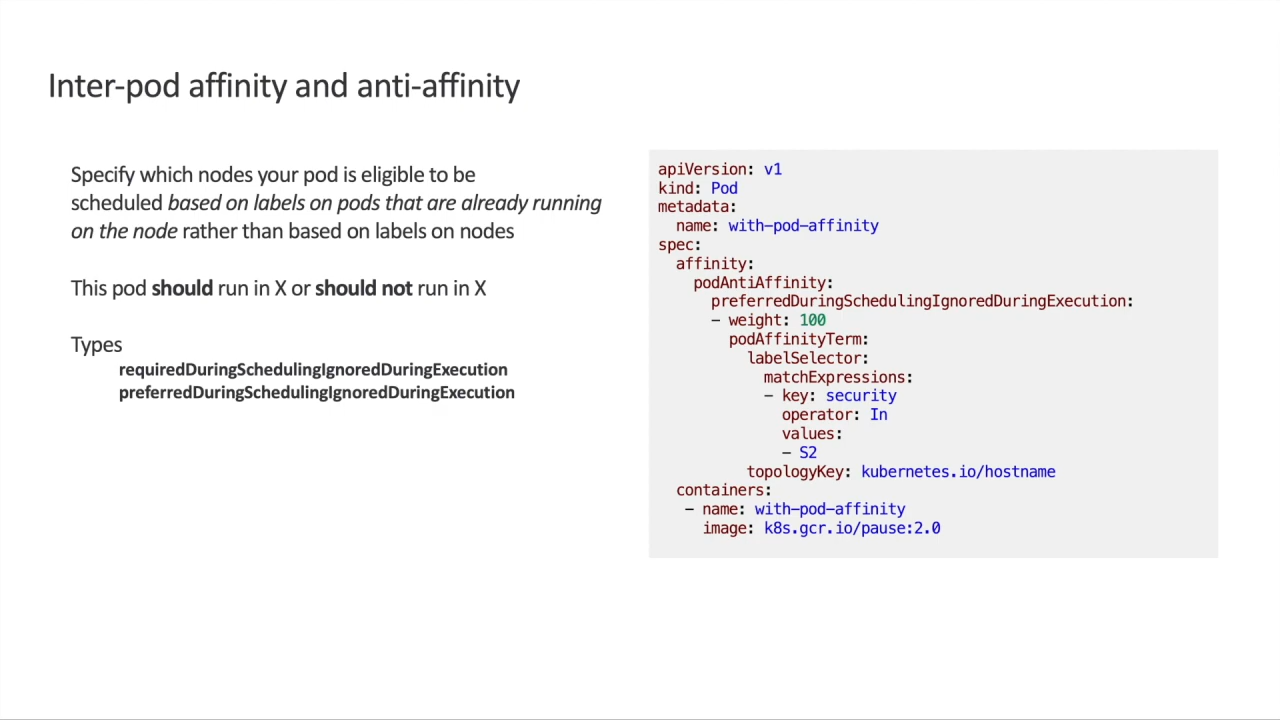 Inter-pod affinity and anti-affinity
Specify which nodes your pod is eligible to be
scheduled based on labels on pods that are already running
on the node rather than based on labels on nodes
This pod should run in X or should not run in X
Types
requiredDuringSchedulingIgnoredDuringExecution
preferredDuringSchedulingIgnoredDuringExecution
apiVersion: v1
kind: Pod
metadata:
  name: with-pod-affinity
spec:
  affinity:
    podAntiAffinity:
      preferredDuringSchedulingIgnoredDuringExecution:
      - weight: 100
        podAffinityTerm:
          labelSelector:
            matchExpressions:
            - key: security
              operator: In
              values:
              - S2
          topologyKey: kubernetes.io/hostname
  containers:
   - name: with-pod-affinity
     image: k8s.gcr.io/pause:2.0